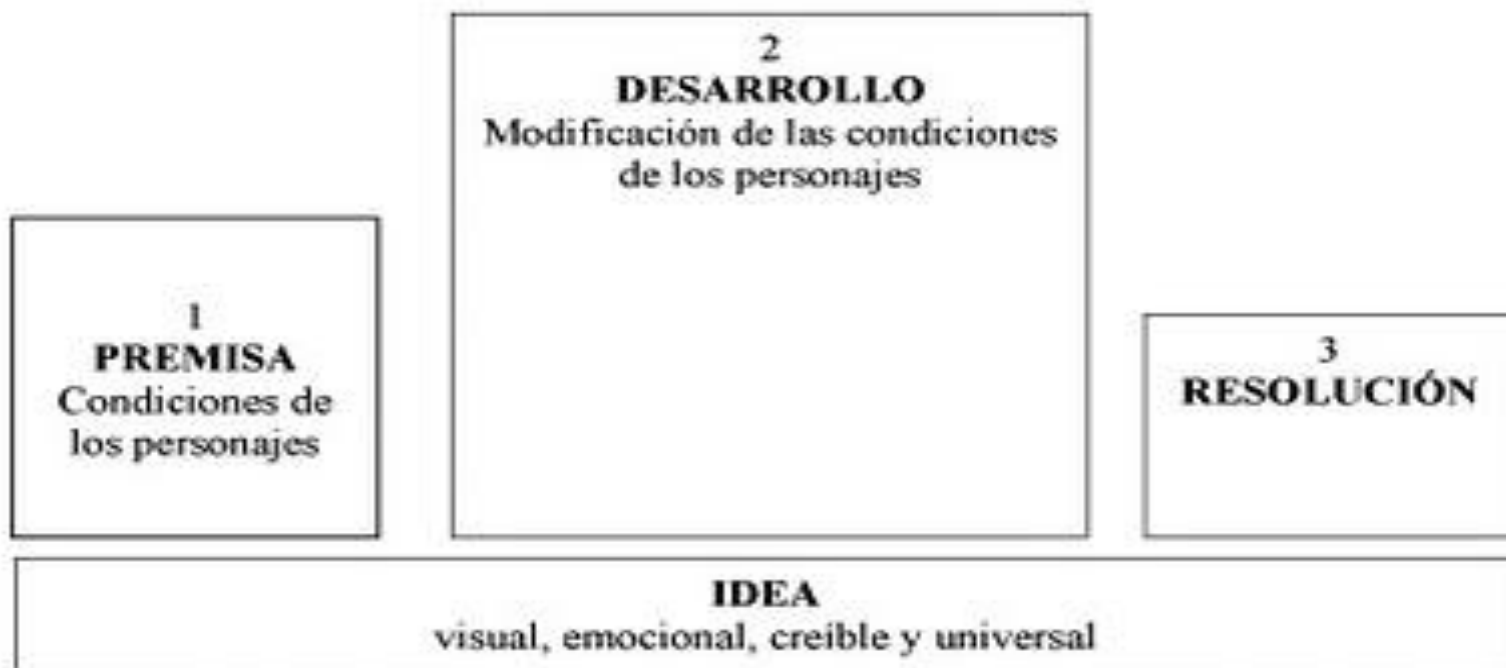 1
PREMISA
Condiciones de
los personajes
2
DESARROLLO
Modificación de las condiciones
de los personajes
3
RESOLUCIÓN
IDEA
visual, emocional, creíble y universal